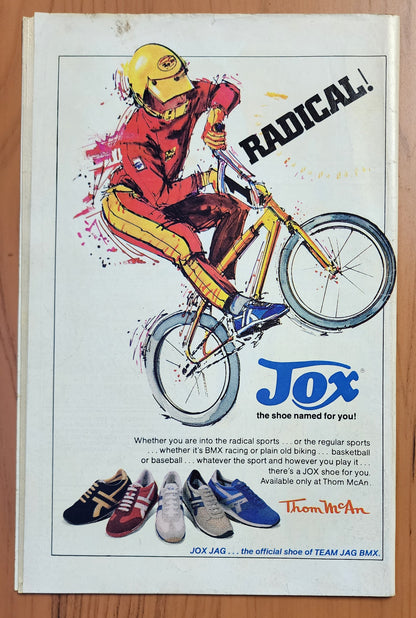 RADICAL!
Jox®
the shoe named for you!
Whether you are into the radical sports . . . or the regular sports
. . . whether it's BMX racing or plain old biking . . . basketball
or baseball . . . whatever the sport and however you play it . . .
there's a JOX shoe for you.
Available only at Thom McAn.
Thom McAn
JOX JAG . . . the official shoe of TEAM JAG BMX.